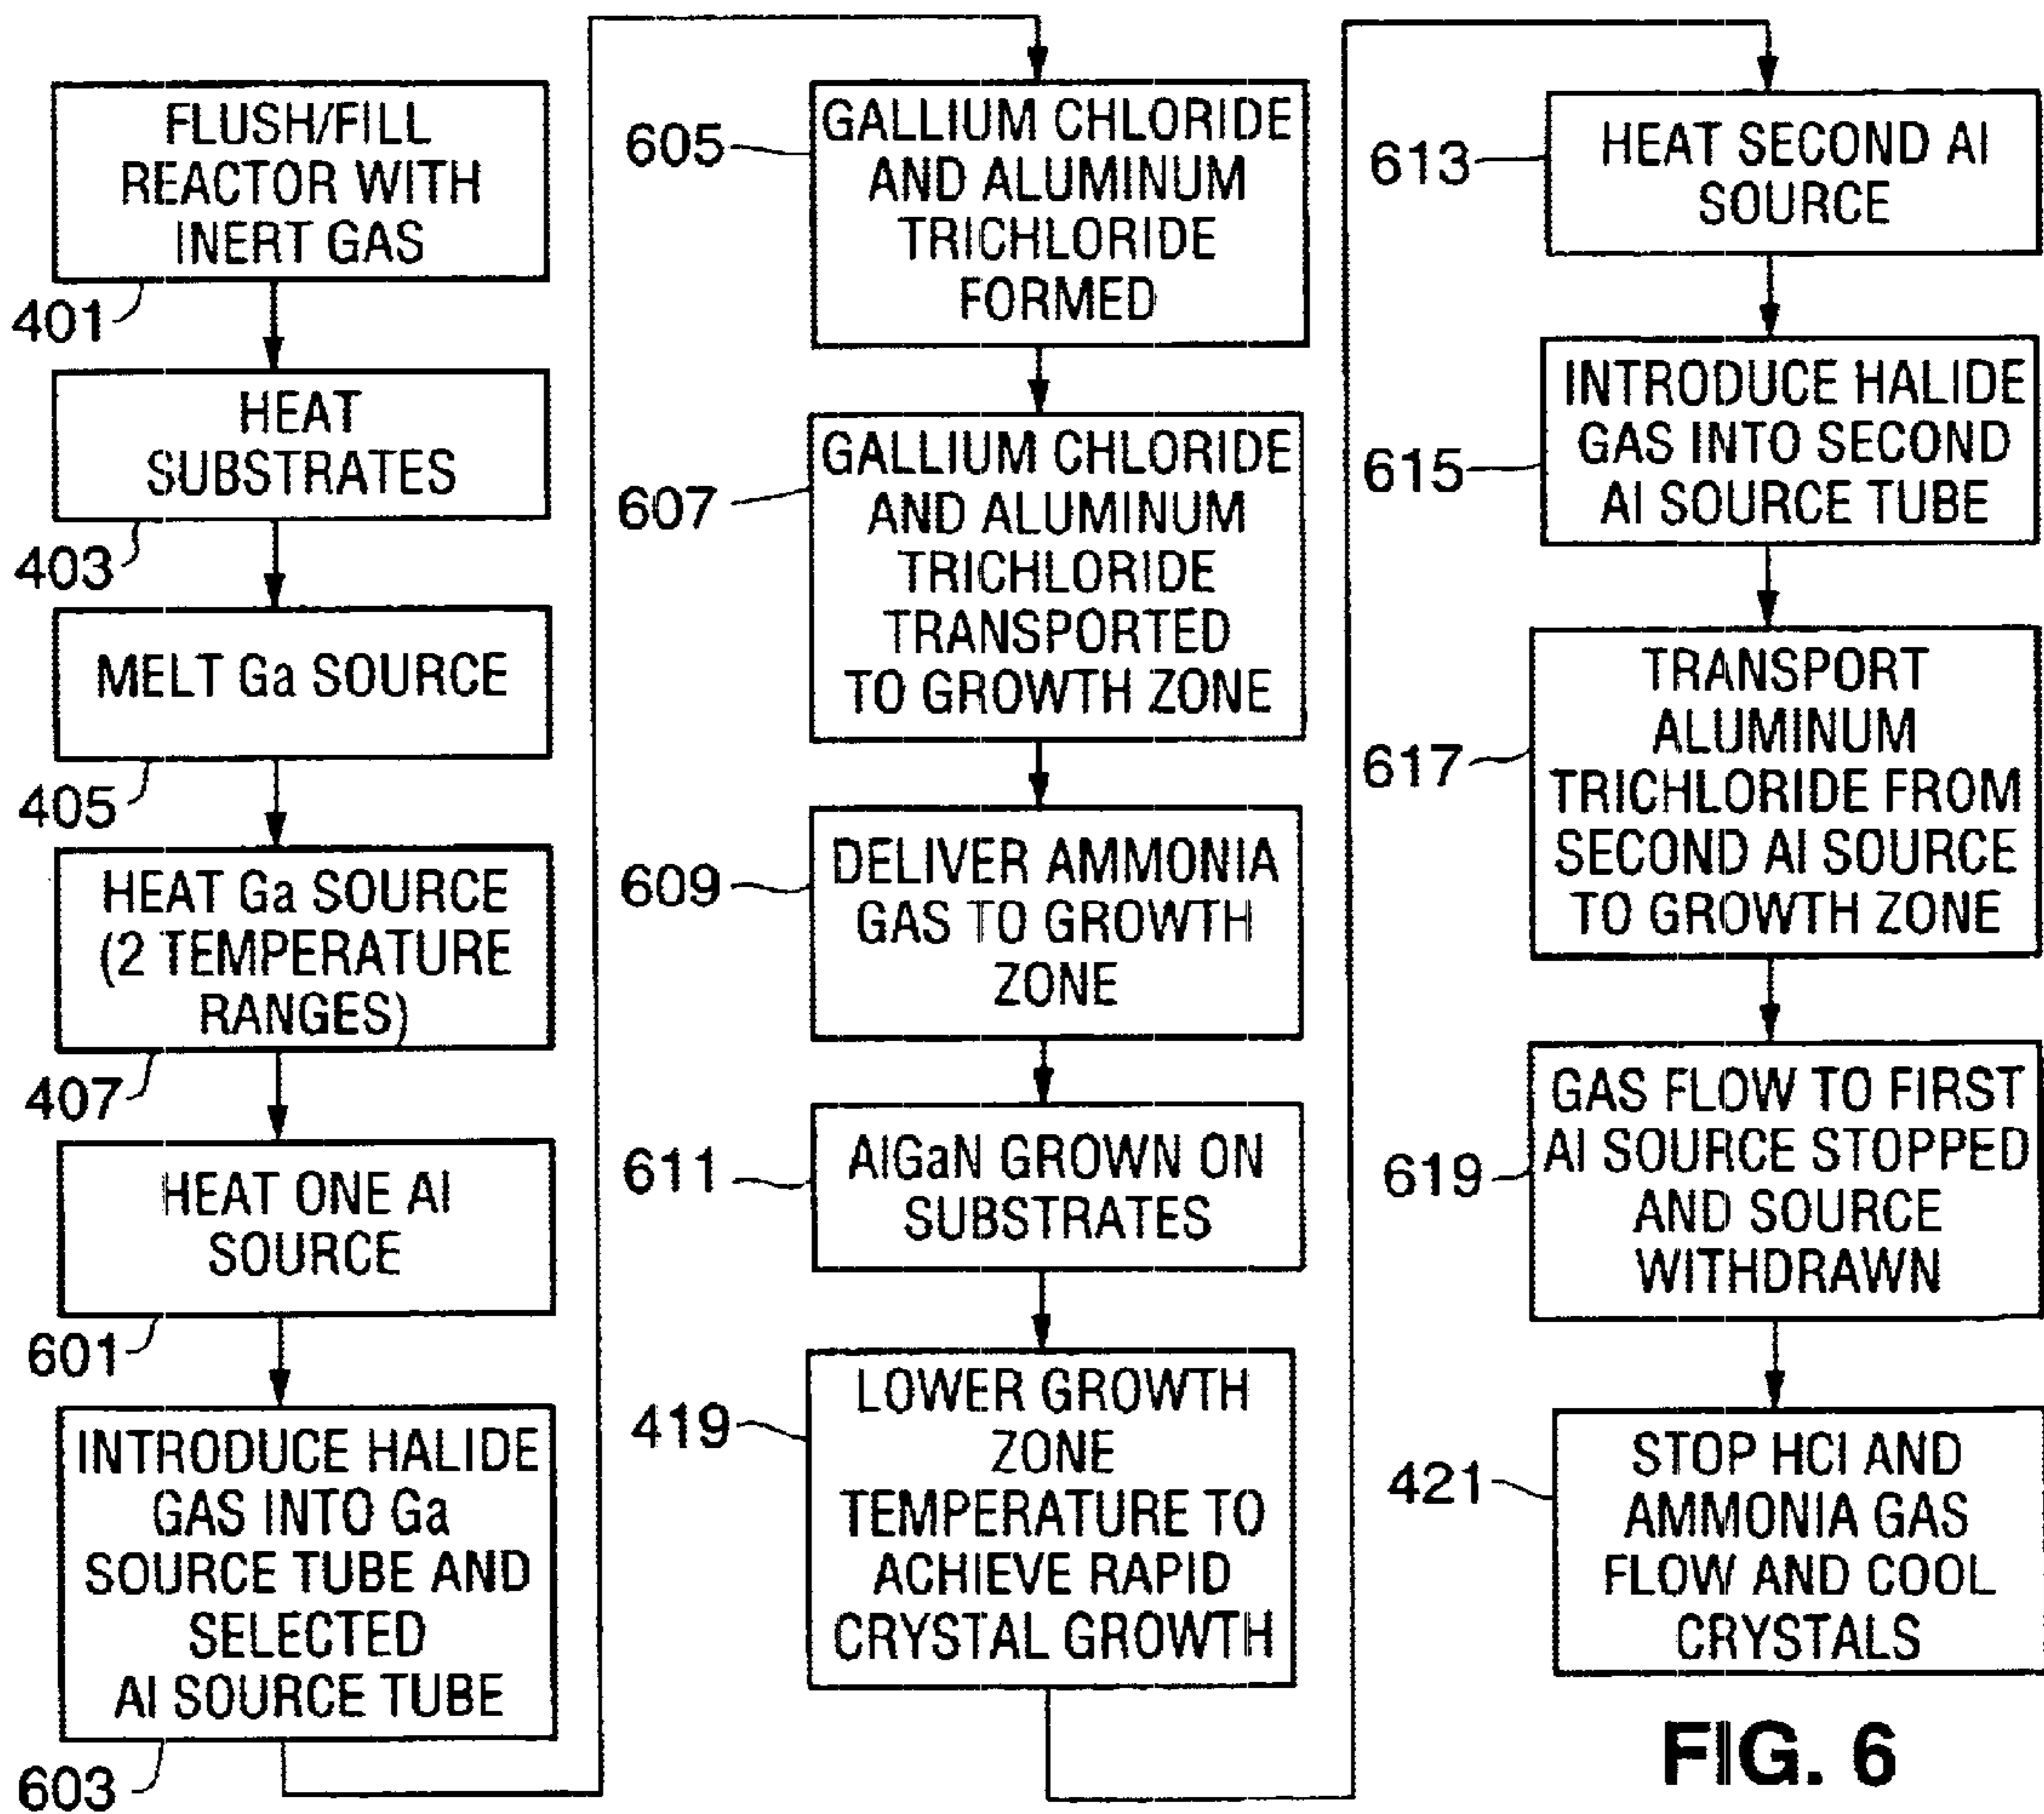 FLUSH/FILL
REACTOR WITH
INERT GAS
401
HEAT
SUBSTRATES
403
MELT Ga SOURCE
405
HEAT Ga SOURCE
(2 TEMPERATURE
RANGES)
407
HEAT ONE Al
SOURCE
601
INTRODUCE HALIDE
GAS INTO Ga
SOURCE TUBE AND
SELECTED
Al SOURCE TUBE
603
605
GALLIUM CHLORIDE
AND ALUMINUM
TRICHLORIDE
FORMED
607
GALLIUM CHLORIDE
AND ALUMINUM
TRICHLORIDE
TRANSPORTED
TO GROWTH ZONE
609
DELIVER AMMONIA
GAS TO GROWTH
ZONE
611
AlGaN GROWN ON
SUBSTRATES
419
LOWER GROWTH
ZONE
TEMPERATURE TO
ACHIEVE RAPID
CRYSTAL GROWTH
613
HEAT SECOND Al
SOURCE
615
INTRODUCE HALIDE
GAS INTO SECOND
Al SOURCE TUBE
617
TRANSPORT
ALUMINUM
TRICHLORIDE FROM
SECOND Al SOURCE
TO GROWTH ZONE
619
GAS FLOW TO FIRST
Al SOURCE STOPPED
AND SOURCE
WITHDRAWN
421
STOP HCl AND
AMMONIA GAS
FLOW AND COOL
CRYSTALS
FIG. 6